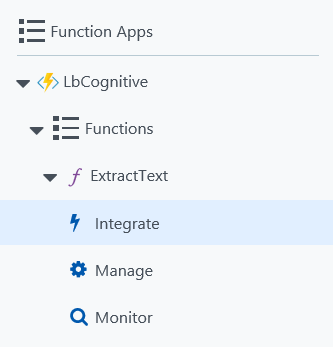 Function Apps
LbCognitive
Functions
ExtractText
Integrate
Manage
Monitor